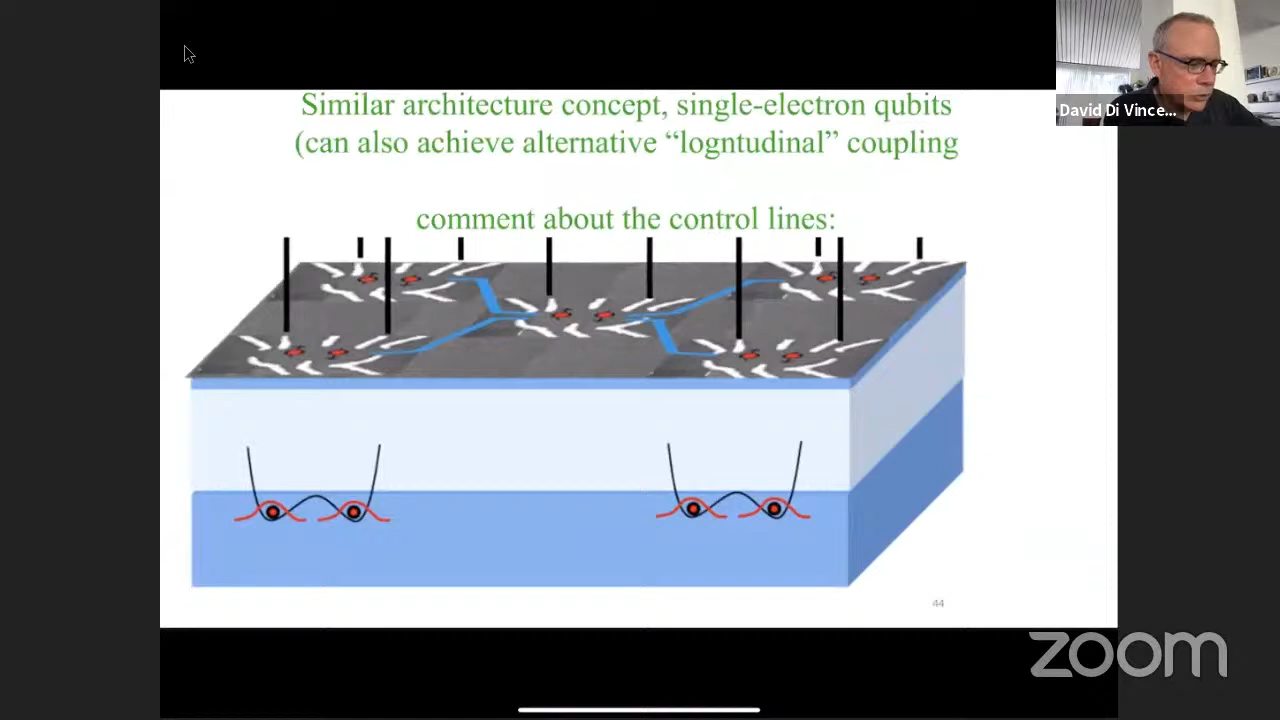 Similar architecture concept, single-electron qubits
(can also achieve alternative “logntudinal” coupling
comment about the control lines:
44
David Di Vince...
zoom